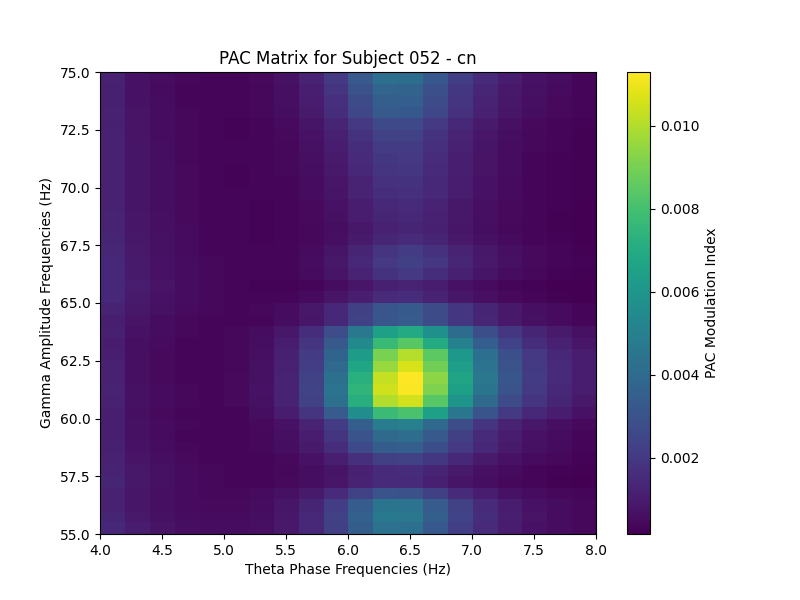 PAC Matrix for Subject 052 - cn
75.0
72.5
70.0
67.5
65.0
62.5
60.0
57.5
55.0
Gamma Amplitude Frequencies (Hz)
4.0 4.5 5.0 5.5 6.0 6.5 7.0 7.5 8.0
Theta Phase Frequencies (Hz)
0.010
0.008
0.006
0.004
0.002
PAC Modulation Index